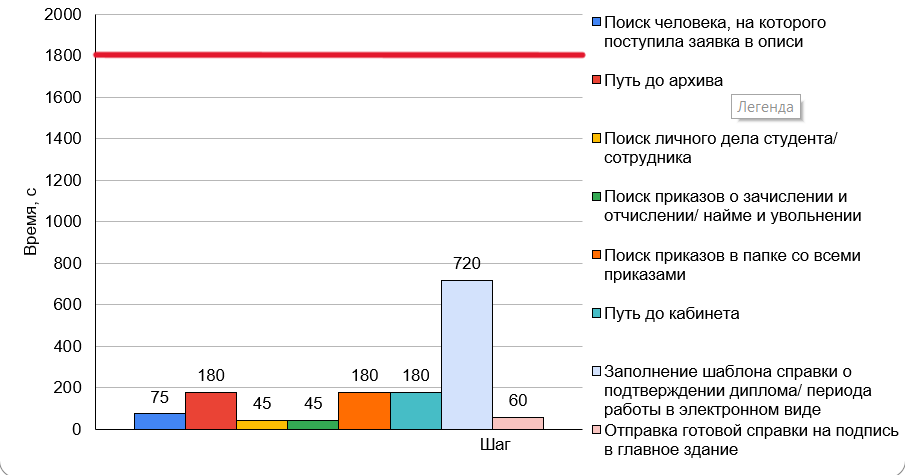 2000
1800
1600
1400
1200
1000
800
600
400
200
0
Время, с
75
180
45
45
180
180
720
60
Шаг
Поиск человека, на которого
поступила заявка в описи
Путь до архива
Легенда
Поиск личного дела студента/
сотрудника
Поиск приказов о зачислении и
отчислении/ найме и увольнении
Поиск приказов в папке со всеми
приказами
Путь до кабинета
Заполнение шаблона справки о
подтверждении диплома/ периода
работы в электронном виде
Отправка готовой справки на подпись
в главное здание